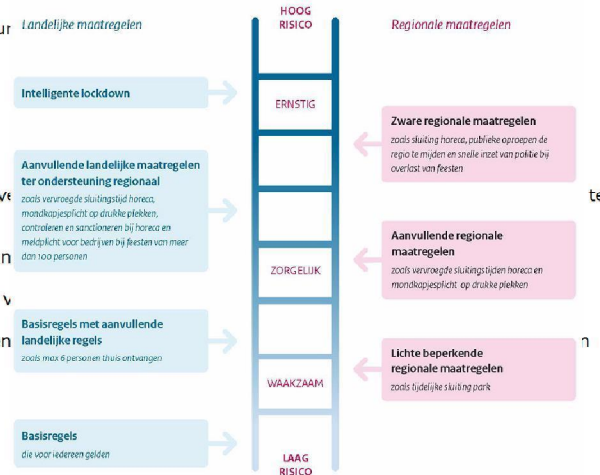 Landelijke maatregelen
HOOG
RISICO
Regionale maatregelen
Intelligente lockdown
ERNSTIG
Zware regionale maatregelen
zoals sluiting horeca, publieke oproepen de
regio te mijden en snelle inzet van politie bij
overlast van feesten
Aanvullende landelijke maatregelen
ter ondersteuning regionaal
zoals vervroegde sluitingstijd horeca,
mondkapjesplicht op drukke plekken,
controleren en sanctioneren bij horeca en
meldplicht voor bedrijven bij feesten van meer
dan 100 personen
Aanvullende regionale
maatregelen
zoals vervroegde sluitingstijden horeca en
mondkapjesplicht op drukke plekken
ZORGELIJK
Basisregels met aanvullende
landelijke regels
zoals max 6 personen thuis ontvangen
Lichte beperkende
regionale maatregelen
zoals tijdelijke sluiting park
WAAKZAAM
Basisregels
die voor iedereen gelden
LAAG
RISICO